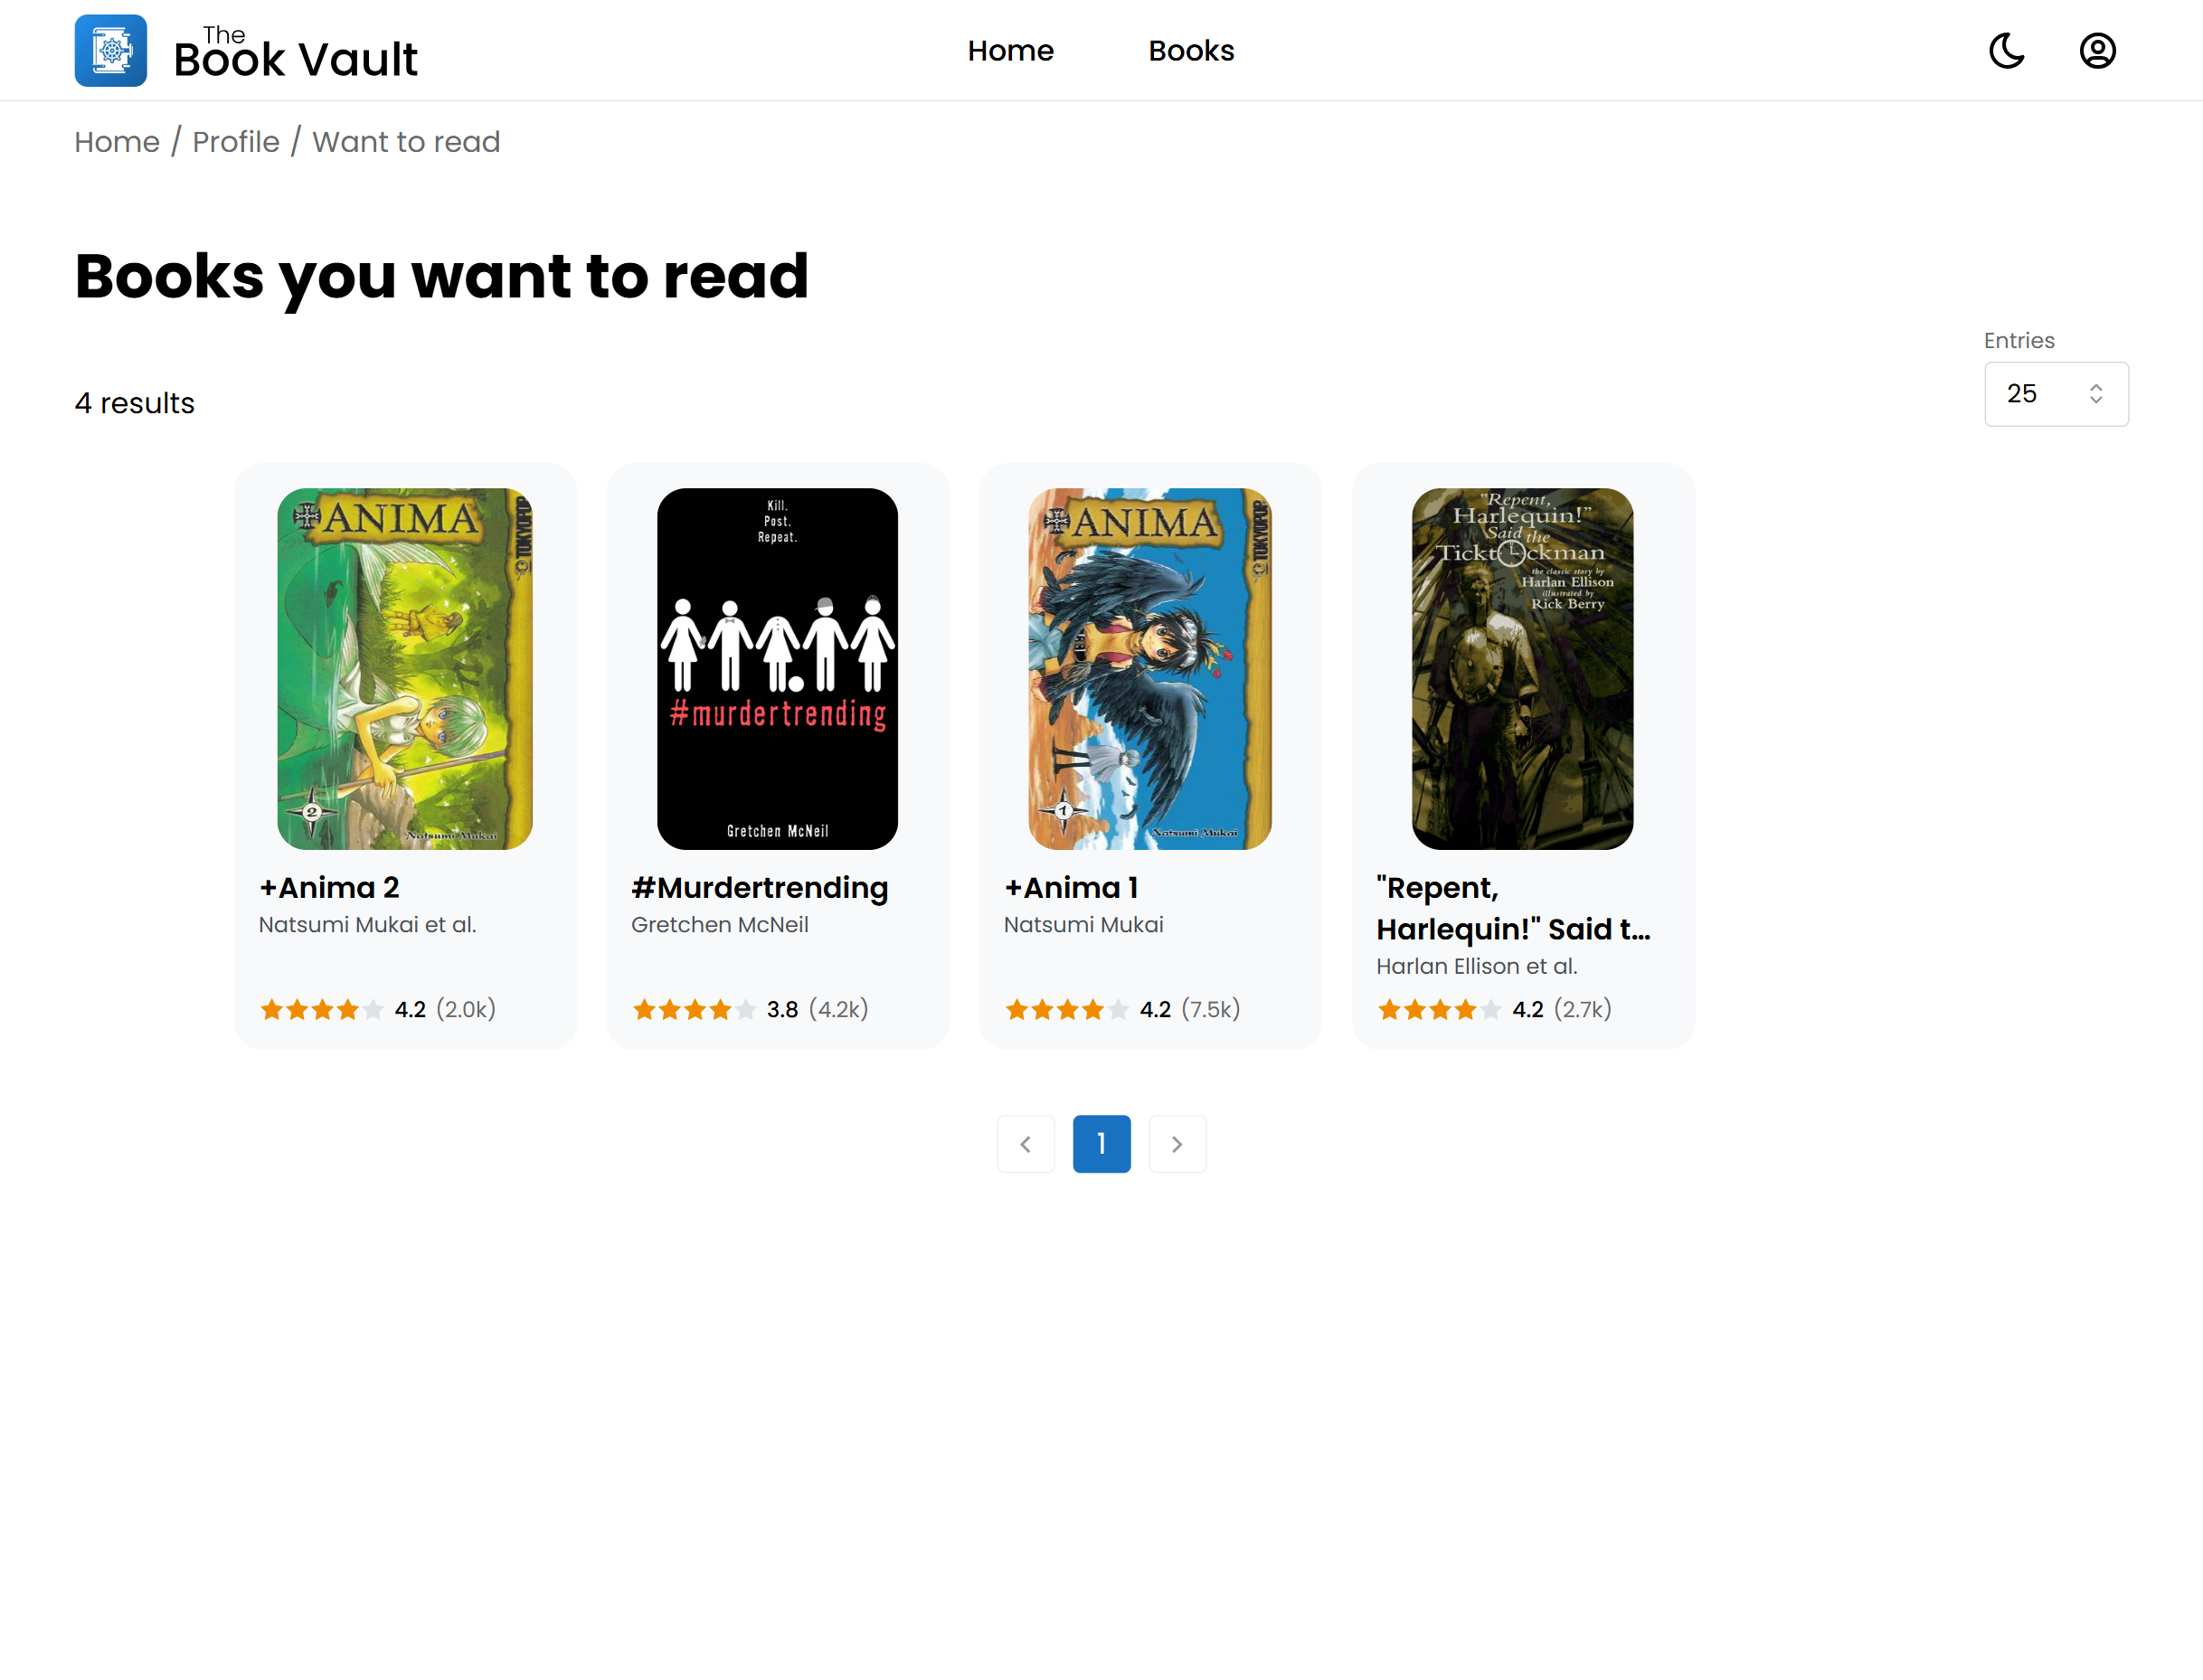 The
Book Vault
Home
Books
Home / Profile / Want to read
Books you want to read
Entries
4 results
25
+ANIMA
TOKYOPOP
2
Natsumi Mukai
Kill.
Post.
Repeat.
#murdertrending
Gretchen McNeil
+ANIMA
TOKYOPOP
1
Natsumi Mukai
"Repent,
Harlequin!"
Said the
Ticktockman
the classic story by
Harlan Ellison
illustrated by
Rick Berry
+Anima 2
Natsumi Mukai et al.
4.2 (2.0k)
#Murdertrending
Gretchen McNeil
3.8 (4.2k)
+Anima 1
Natsumi Mukai
4.2 (7.5k)
"Repent,
Harlequin!" Said t...
Harlan Ellison et al.
4.2 (2.7k)
1